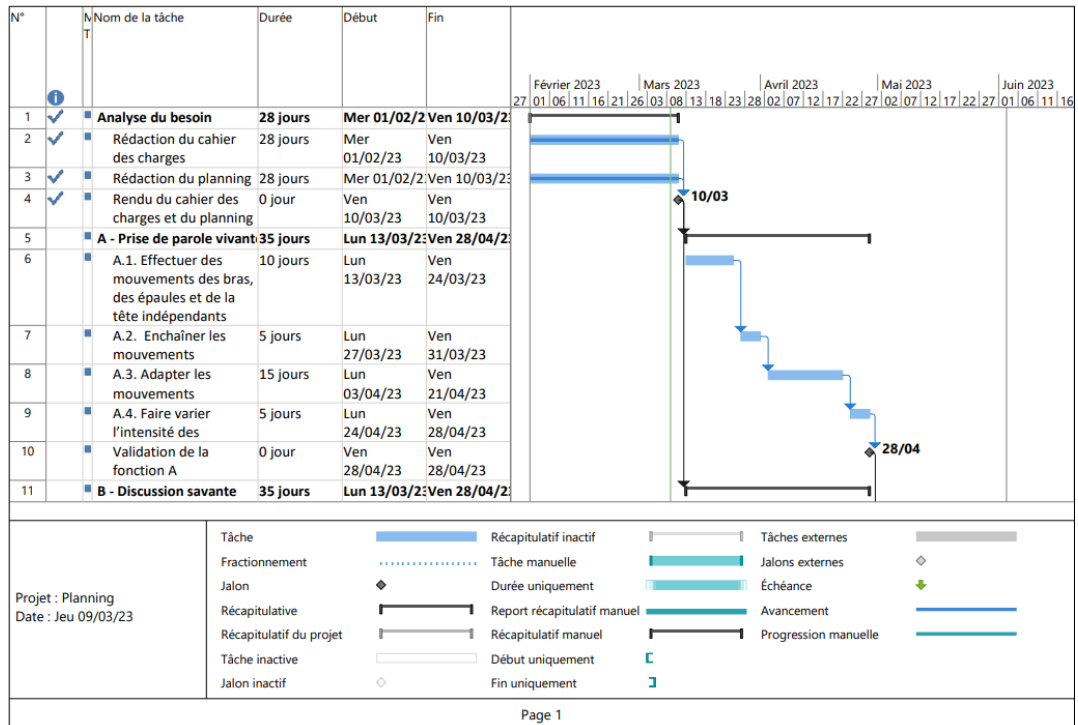 N° M Nom de la tâche Durée Début Fin
T
Février 2023 Mars 2023 Avril 2023 Mai 2023 Juin 2023
27 01 06 11 16 21 26 03 08 13 18 23 28 02 07 12 17 22 27 02 07 12 17 22 27 01 06 11 16
1 Analyse du besoin 28 jours Mer 01/02/2 Ven 10/03/23
2 Rédaction du cahier 28 jours Mer Ven
des charges 01/02/23 10/03/23
3 Rédaction du planning 28 jours Mer 01/02/2 Ven 10/03/23
4 Rendu du cahier des 0 jour Ven Ven 10/03
charges et du planning 10/03/23 10/03/23
5 A - Prise de parole vivant 35 jours Lun 13/03/23 Ven 28/04/23
6 A.1. Effectuer des 10 jours Lun Ven
mouvements des bras, 13/03/23 24/03/23
des épaules et de la
tête indépendants
7 A.2. Enchaîner les 5 jours Lun Ven
mouvements 27/03/23 31/03/23
8 A.3. Adapter les 15 jours Lun Ven
mouvements 03/04/23 21/04/23
9 A.4. Faire varier 5 jours Lun Ven
l'intensité des 24/04/23 28/04/23
10 Validation de la 0 jour Ven Ven 28/04
fonction A 28/04/23 28/04/23
11 B - Discussion savante 35 jours Lun 13/03/23 Ven 28/04/23
Projet : Planning
Date : Jeu 09/03/23
Tâche Récapitulatif inactif Tâches externes
Fractionnement Tâche manuelle Jalons externes
Jalon Durée uniquement Échéance
Récapitulative Report récapitulatif manuel Avancement
Récapitulatif du projet Récapitulatif manuel Progression manuelle
Tâche inactive Début uniquement
Jalon inactif Fin uniquement
Page 1